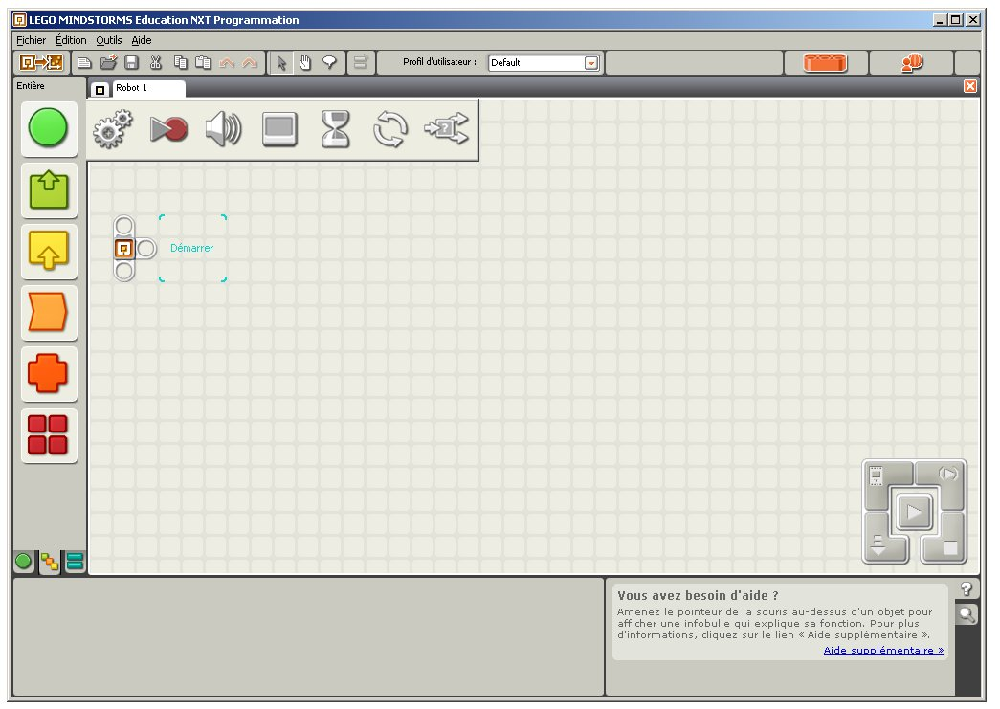 LEGO MINDSTORMS Education NXT Programmation
Fichier Édition Outils Aide
Profil d'utilisateur : Default
Entière
Robot 1
Démarrer
Vous avez besoin d'aide ?
Amenez le pointeur de la souris au-dessus d'un objet pour
afficher une infobulle qui explique sa fonction. Pour plus
d'informations, cliquez sur le lien « Aide supplémentaire ».
Aide supplémentaire »